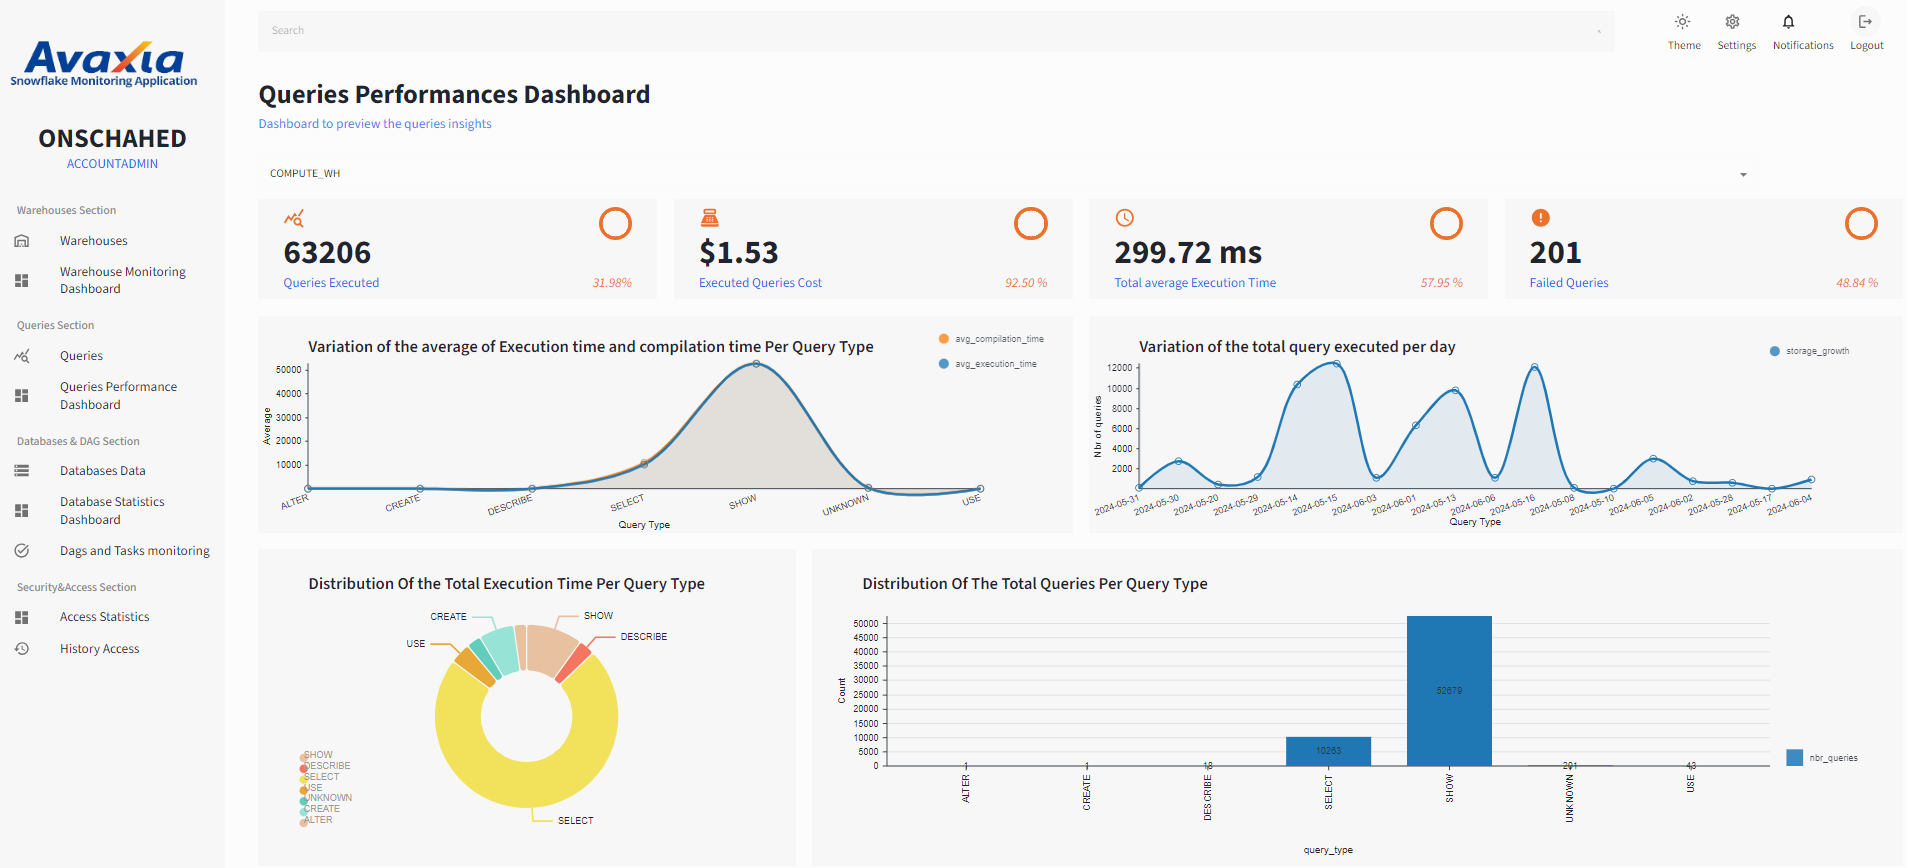 Avaxia
Snowflake Monitoring Application
ONSCHAHED
ACCOUNTADMIN
Warehouses Section
Warehouses
Warehouse Monitoring
Dashboard
Queries Section
Queries
Queries Performance
Dashboard
Databases & DAG Section
Databases Data
Database Statistics
Dashboard
Dags and Tasks monitoring
Security&Access Section
Access Statistics
History Access
Search
Theme
Settings
Notifications
Logout
Queries Performances Dashboard
Dashboard to preview the queries insights
COMPUTE_WH
63206
Queries Executed
31.98%
$1.53
Executed Queries Cost
92.50 %
299.72 ms
Total average Execution Time
57.95 %
201
Failed Queries
48.84 %
Variation of the average of Execution time and compilation time Per Query Type
avg_compilation_time
avg_execution_time
50000
40000
30000
20000
10000
Average
ALTER
CREATE
DESCRIBE
SELECT
SHOW
UNKNOWN
USE
Query Type
Variation of the total query executed per day
storage_growth
12000
10000
8000
6000
4000
2000
Nbr of queries
2024-05-31
2024-05-30
2024-05-20
2024-05-29
2024-05-14
2024-05-15
2024-06-03
2024-06-01
2024-05-13
2024-06-06
2024-05-16
2024-05-08
2024-05-10
2024-06-05
2024-06-02
2024-05-28
2024-05-17
2024-06-04
Query Type
Distribution Of the Total Execution Time Per Query Type
CREATE
SHOW
USE
DESCRIBE
SELECT
SHOW
DESCRIBE
SELECT
USE
UNKNOWN
CREATE
ALTER
Distribution Of The Total Queries Per Query Type
50000
45000
40000
35000
30000
25000
20000
15000
10000
5000
0
Count
1
1
18
10263
52679
201
43
ALTER
CREATE
DESCRIBE
SELECT
SHOW
UNKNOWN
USE
query_type
nbr_queries